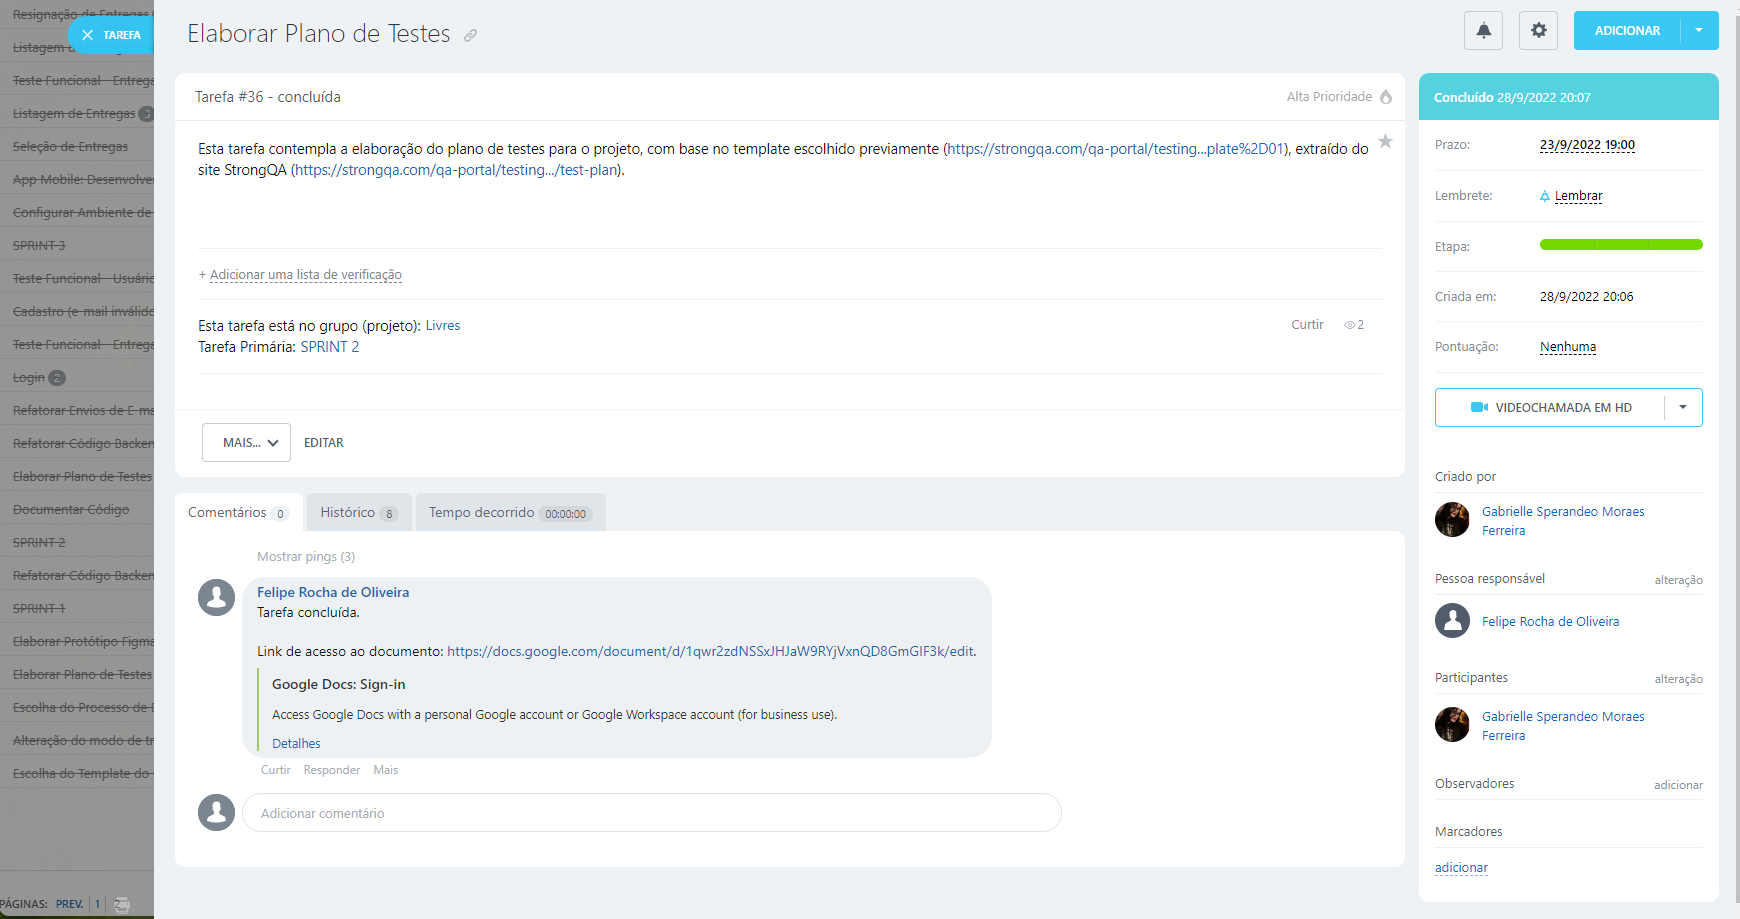 Resignação de Entregas
Listagem de Entregas
Teste Funcional - Entrega
Listagem de Entregas 3
Seleção de Entregas
App Mobile: Desenvolver
Configurar Ambiente de
SPRINT 3
Teste Funcional - Usuário
Cadastro (e-mail inválido
Teste Funcional - Entrega
Login 2
Refatorar Envios de E-ma
Refatorar Código Backen
Elaborar Plano de Testes
Documentar Código
SPRINT 2
Refatorar Código Backen
SPRINT 1
Elaborar Protótipo Figma
Elaborar Plano de Testes
Escolha do Processo de
Alteração do modo de tr
Escolha do Template do
PÁGINAS: PREV. 1
TAREFA
Elaborar Plano de Testes
ADICIONAR
Tarefa #36 - concluída
Alta Prioridade
Esta tarefa contempla a elaboração do plano de testes para o projeto, com base no template escolhido previamente (https://strongqa.com/qa-portal/testing...plate%2D01), extraído do
site StrongQA (https://strongqa.com/qa-portal/testing.../test-plan).
+ Adicionar uma lista de verificação
Esta tarefa está no grupo (projeto): Livres
Curtir 2
Tarefa Primária: SPRINT 2
MAIS... EDITAR
Comentários 0 Histórico 8 Tempo decorrido 00:00:00
Mostrar pings (3)
Felipe Rocha de Oliveira
Tarefa concluída.
Link de acesso ao documento: https://docs.google.com/document/d/1qwr2zdNSSxJHJaW9RYjVxnQD8GmGIF3k/edit.
Google Docs: Sign-in
Access Google Docs with a personal Google account or Google Workspace account (for business use).
Detalhes
Curtir Responder Mais
Adicionar comentário
Concluído 28/9/2022 20:07
Prazo: 23/9/2022 19:00
Lembrete: Lembrar
Etapa:
Criada em: 28/9/2022 20:06
Pontuação: Nenhuma
VIDEOCHAMADA EM HD
Criado por
Gabrielle Sperandeo Moraes
Ferreira
Pessoa responsável alteração
Felipe Rocha de Oliveira
Participantes alteração
Gabrielle Sperandeo Moraes
Ferreira
Observadores adicionar
Marcadores
adicionar